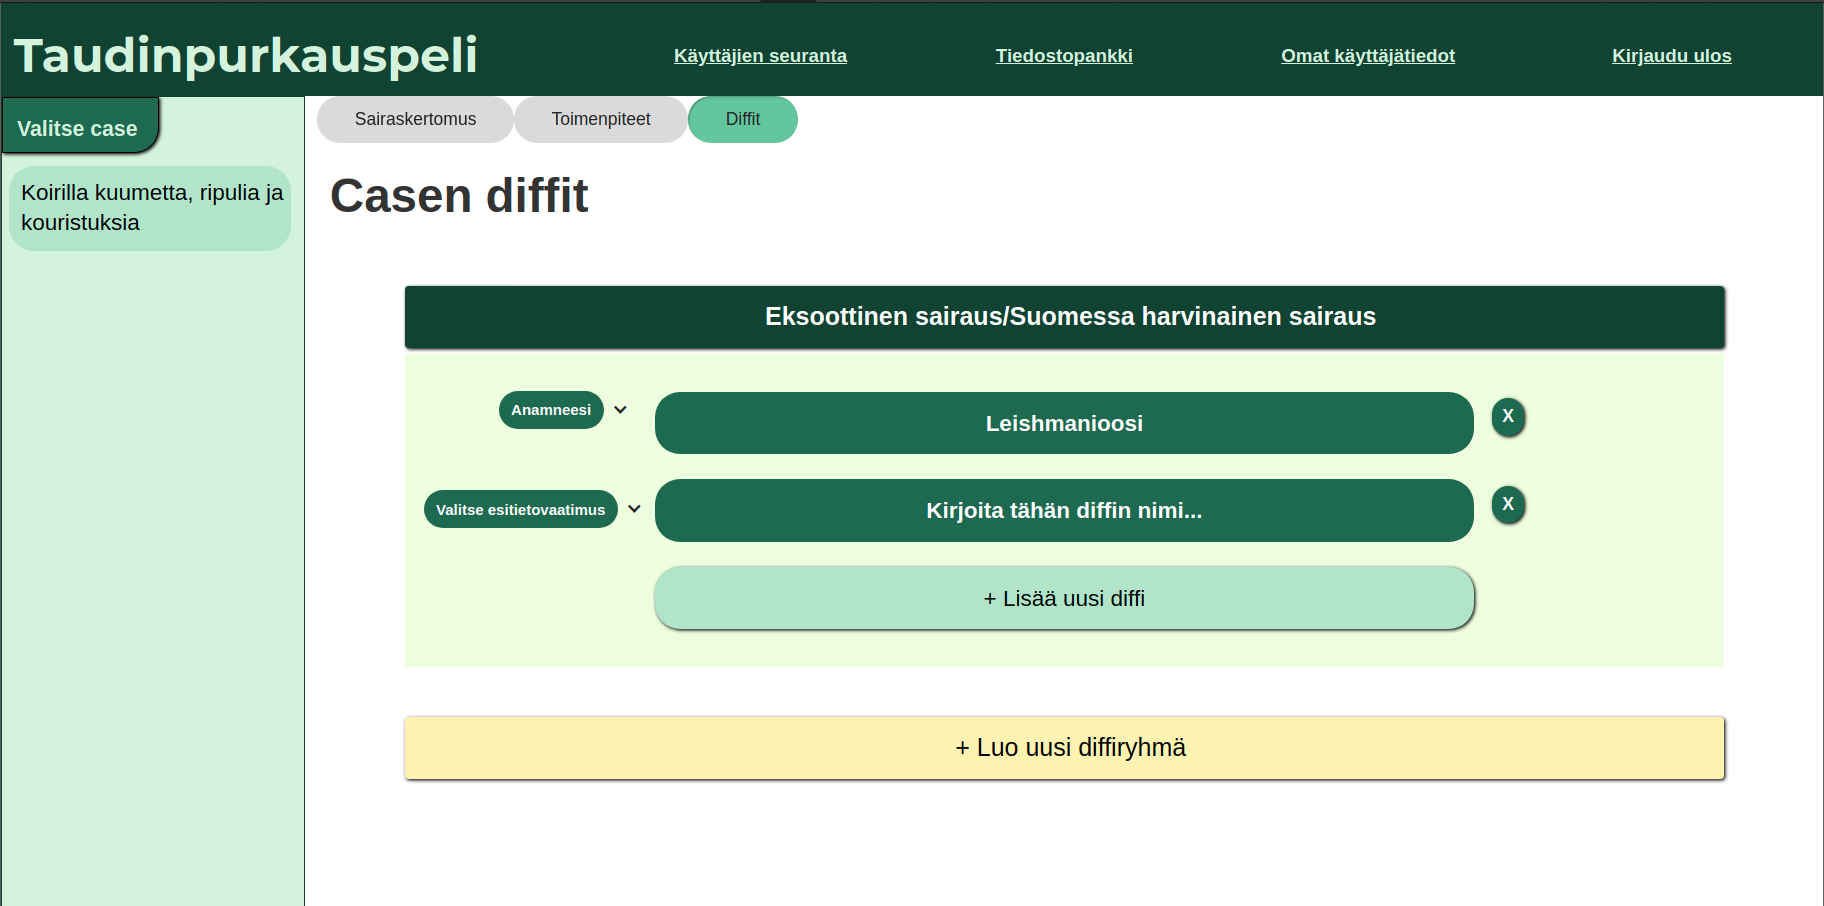 Taudinpurkauspeli
Käyttäjien seuranta
Tiedostopankki
Omat käyttäjätiedot
Kirjaudu ulos
Valitse case
Koirilla kuumetta, ripulia ja
kouristuksia
Sairaskertomus
Toimenpiteet
Diffit
Casen diffit
Eksoottinen sairaus/Suomessa harvinainen sairaus
Anamneesi
Leishmanioosi
X
Valitse esitietovaatimus
Kirjoita tähän diffin nimi...
X
+ Lisää uusi diffi
+ Luo uusi diffiryhmä